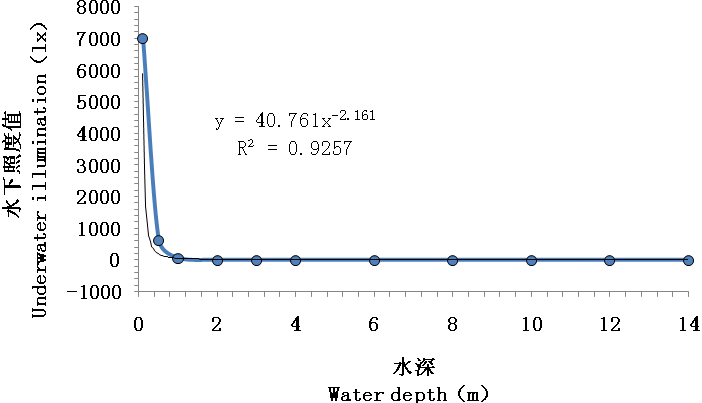 8000
7000
6000
5000
4000
3000
2000
1000
0
-1000
水下照度值
Underwater illumination (lx)
y = 40.761x^-2.161
R² = 0.9257
0 2 4 6 8 10 12 14
水深
Water depth (m)